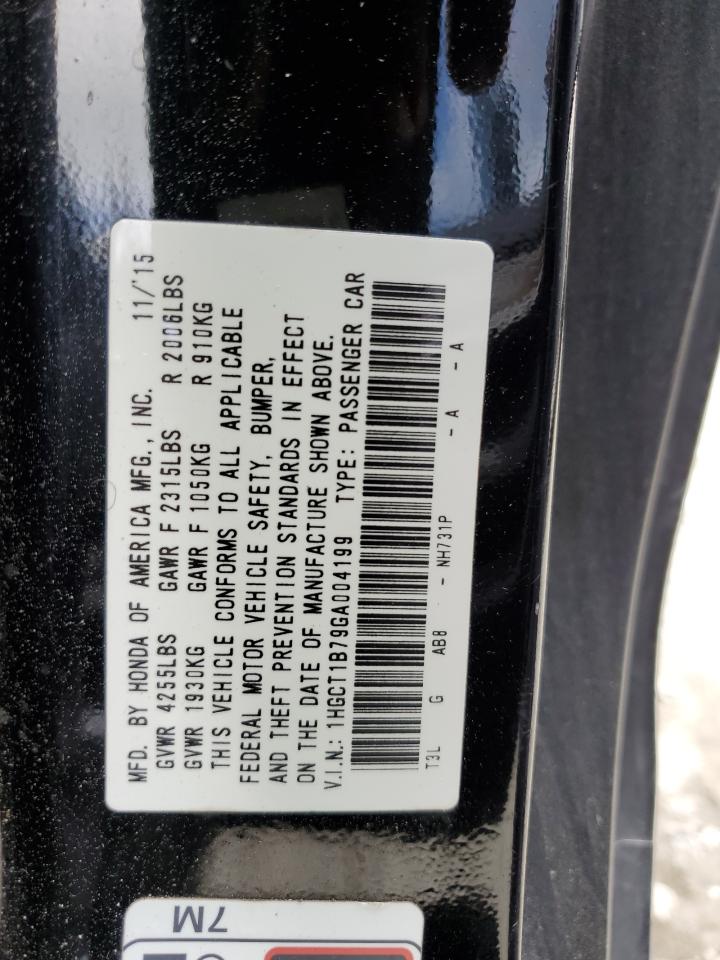 MFD. BY HONDA OF AMERICA MFG., INC. 11/'15
GVWR 4255LBS GAWR F 2315LBS R 2006LBS
GVWR 1930KG GAWR F 1050KG R 910KG
THIS VEHICLE CONFORMS TO ALL APPLICABLE
FEDERAL MOTOR VEHICLE SAFETY, BUMPER,
AND THEFT PREVENTION STANDARDS IN EFFECT
ON THE DATE OF MANUFACTURE SHOWN ABOVE.
V.I.N.: 1HGCT1B79GA004199 TYPE: PASSENGER CAR
T3L G AB8 - NH731P - A - A
7M